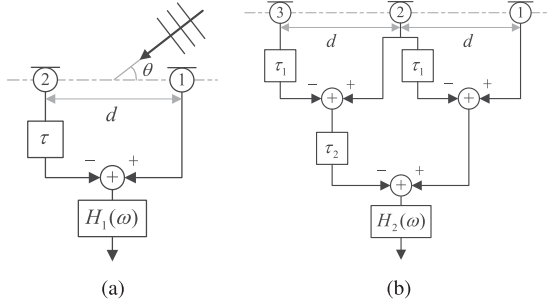 2 θ 1
d
τ
− + +
H₁(ω)
(a)
3 2 1
d d
τ₁ τ₁
− + + − + +
τ₂
− + +
H₂(ω)
(b)